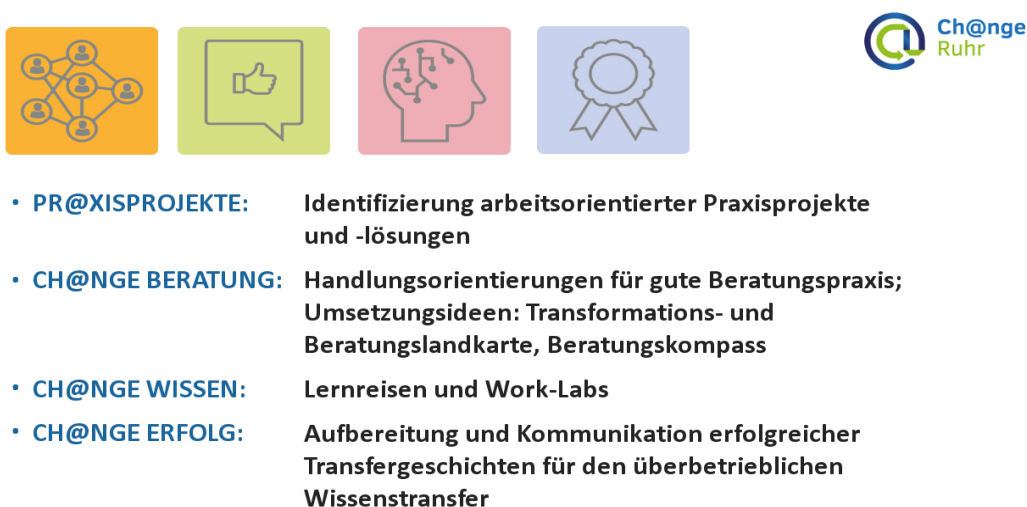 Ch@nge
Ruhr
• PR@XISPROJEKTE: Identifizierung arbeitsorientierter Praxisprojekte
und -lösungen
• CH@NGE BERATUNG: Handlungsorientierungen für gute Beratungspraxis;
Umsetzungsideen: Transformations- und
Beratungslandkarte, Beratungskompass
• CH@NGE WISSEN: Lernreisen und Work-Labs
• CH@NGE ERFOLG: Aufbereitung und Kommunikation erfolgreicher
Transfergeschichten für den überbetrieblichen
Wissenstransfer